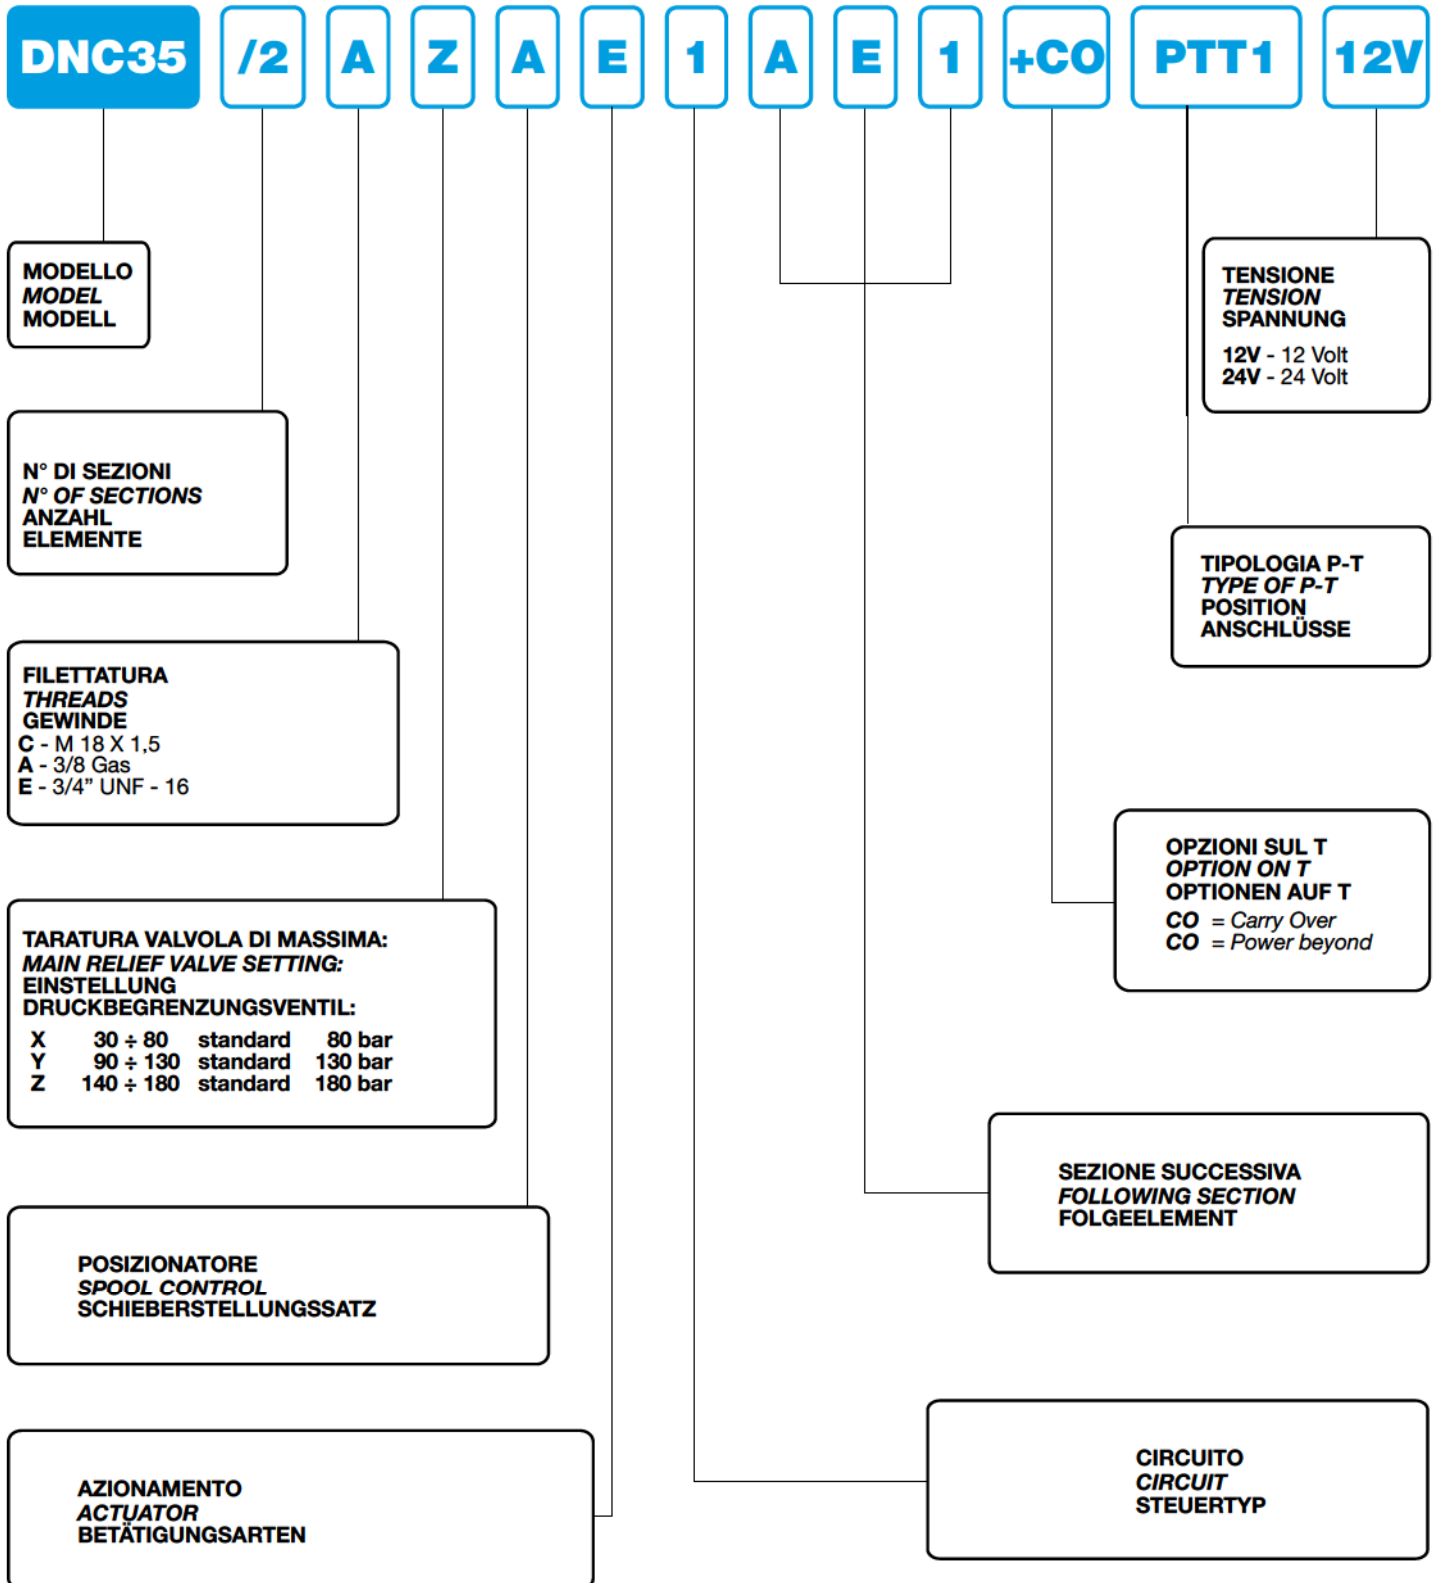 DNC35 /2 A Z A E 1 A E 1 +CO PTT1 12V
MODELLO
MODEL
MODELL
TENSIONE
TENSION
SPANNUNG
12V - 12 Volt
24V - 24 Volt
N° DI SEZIONI
N° OF SECTIONS
ANZAHL
ELEMENTE
TIPOLOGIA P-T
TYPE OF P-T
POSITION
ANSCHLÜSSE
FILETTATURA
THREADS
GEWINDE
C - M 18 X 1,5
A - 3/8 Gas
E - 3/4” UNF - 16
OPZIONI SUL T
OPTION ON T
OPTIONEN AUF T
CO = Carry Over
CO = Power beyond
TARATURA VALVOLA DI MASSIMA:
MAIN RELIEF VALVE SETTING:
EINSTELLUNG
DRUCKBEGRENZUNGSVENTIL:
X 30 ÷ 80 standard 80 bar
Y 90 ÷ 130 standard 130 bar
Z 140 ÷ 180 standard 180 bar
SEZIONE SUCCESSIVA
FOLLOWING SECTION
FOLGEELEMENT
POSIZIONATORE
SPOOL CONTROL
SCHIEBERSTELLUNGSSATZ
CIRCUITO
CIRCUIT
STEUERTYP
AZIONAMENTO
ACTUATOR
BETÄTIGUNGSARTEN